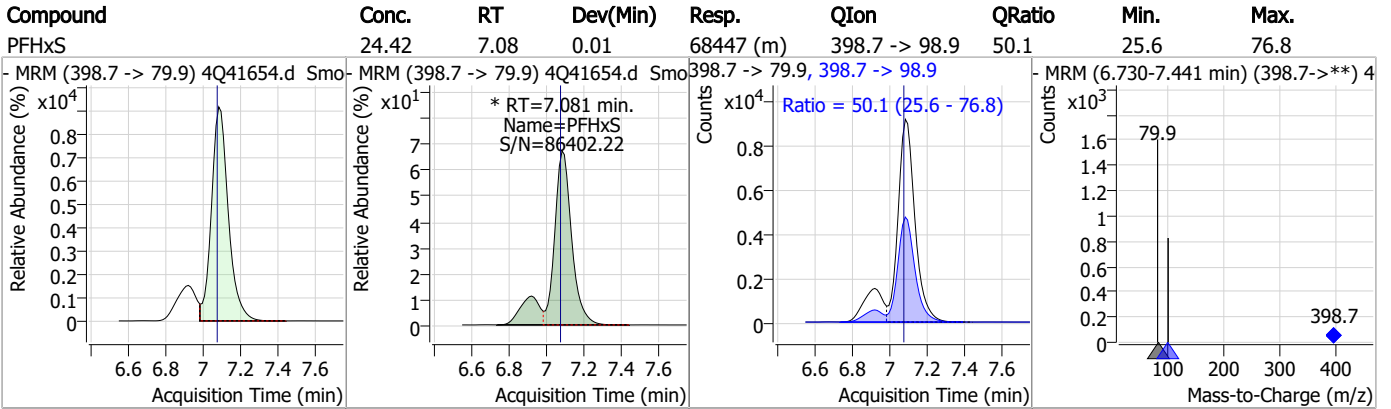 Compound Conc. RT Dev(Min) Resp. QIon QRatio Min. Max.
PFHxS 24.42 7.08 0.01 68447 (m) 398.7 -> 98.9 50.1 25.6 76.8
- MRM (398.7 -> 79.9) 4Q41654.d Smo
x10^4
Relative Abundance (%)
0.8
0.7
0.6
0.5
0.4
0.3
0.2
0.1
0
6.6 6.8 7 7.2 7.4 7.6
Acquisition Time (min)
- MRM (398.7 -> 79.9) 4Q41654.d Smo
x10^1
* RT=7.081 min.
Name=PFHxS
S/N=86402.22
Relative Abundance (%)
7
6
5
4
3
2
1
0
6.6 6.8 7 7.2 7.4 7.6
Acquisition Time (min)
398.7 -> 79.9, 398.7 -> 98.9
x10^4
Ratio = 50.1 (25.6 - 76.8)
Counts
0.8
0.6
0.4
0.2
0
6.6 6.8 7 7.2 7.4 7.6
Acquisition Time (min)
- MRM (6.730-7.441 min) (398.7->**) 4
x10^3
Counts
79.9
398.7
1.6
1.4
1.2
1
0.8
0.6
0.4
0.2
0
100 200 300 400
Mass-to-Charge (m/z)